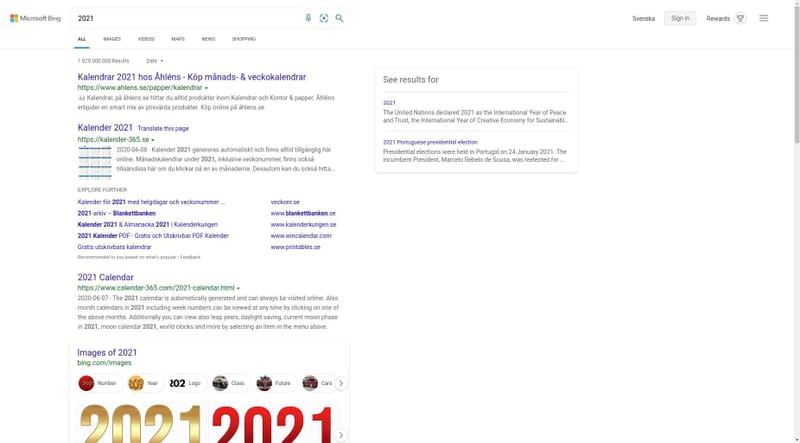 Microsoft Bing
2021
Svenska
Sign in
Rewards
ALL
IMAGES
VIDEOS
MAPS
NEWS
SHOPPING
1 020 000 000 Results
Date
Kalendrar 2021 hos Åhléns - Köp månads- & veckokalendrar
https://www.ahlens.se/papper/kalendrar
Kalendrar, på åhlens.se hittar du alltid produkter inom Kalendrar och Kontor & papper. Åhléns
erbjuder en smart mix av prisvärda produkter. Köp online på åhlens.se
Kalender 2021 Translate this page
https://kalender-365.se
2020-06-08 · Kalender 2021 genereras automatiskt och finns alltid tillgänglig här
online. Månadskalendrar under 2021, inklusive veckonummer, finns också
tillgängliga här om du klickar på en av månaderna. Dessutom kan du också hitta...
EXPLORE FURTHER
Kalender för 2021 med helgdagar och veckonummer ... veckonr.se
2021-arkiv – Blankettbanken www.blankettbanken.se
Kalender 2021 & Almanacka 2021 | Kalenderkungen www.kalenderkungen.se
2021 Kalender PDF - Gratis och Utskrivbar PDF Kalender www.wincalendar.com
Gratis utskrivbara kalendrar www.printables.se
Recommended to you based on what's popular • Feedback
2021 Calendar
https://www.calendar-365.com/2021-calendar.html
2020-06-07 · The 2021 calendar is automatically generated and can always be visited online. Also
month calendars in 2021 including week numbers can be viewed at any time by clicking on one of
the above months. Additionally you can view also leap years, daylight saving, current moon phase
in 2021, moon calendar 2021, world clocks and more by selecting an item in the menu above.
Images of 2021
bing.com/images
Number
Year
Logo
Class
Future
Cars
2021
2021
See results for
2021
The United Nations declared 2021 as the International Year of Peace
and Trust, the International Year of Creative Economy for Sustainabl...
2021 Portuguese presidential election
Presidential elections were held in Portugal on 24 January 2021. The
incumbent President, Marcelo Rebelo de Sousa, was reelected for ...